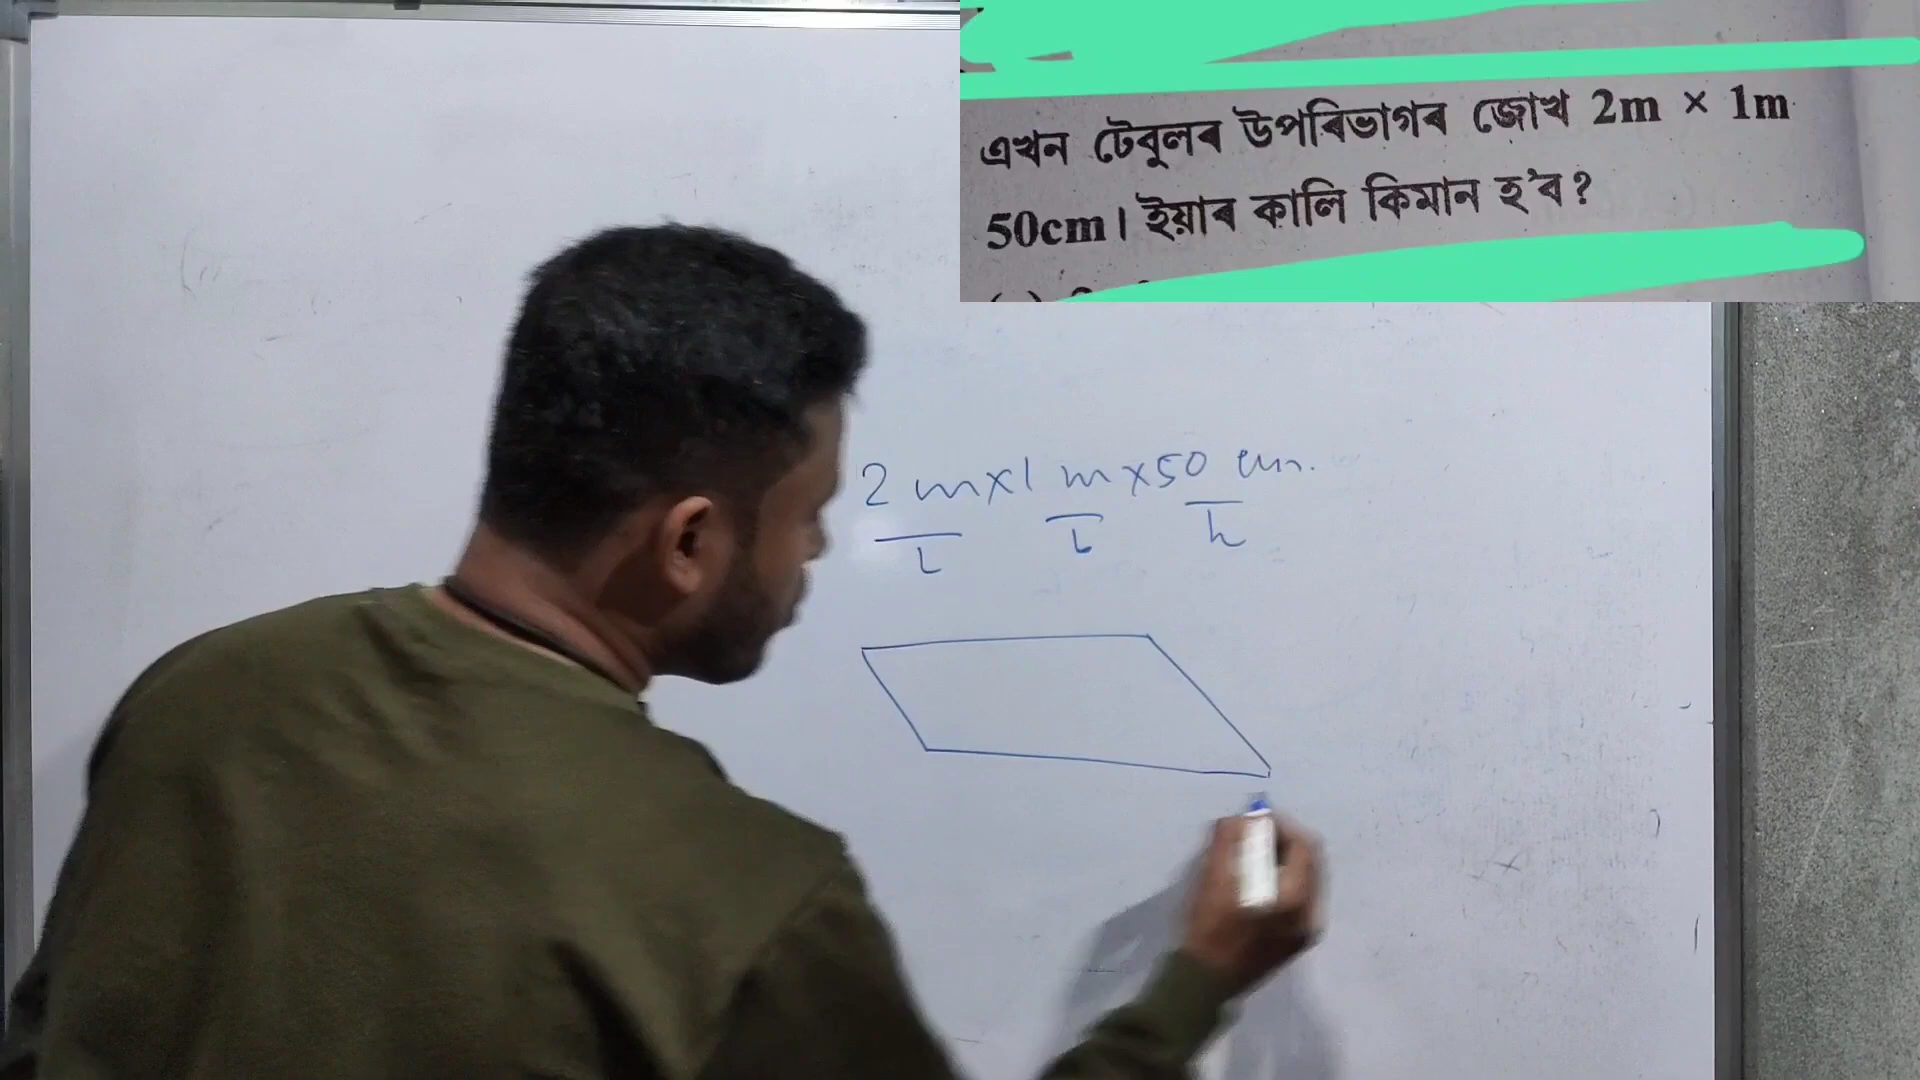 এখন টেবুলৰ উপৰিভাগৰ জোখ 2m × 1m
50cm। ইয়াৰ কালি কিমান হ'ব?
2 m×1 m×50 cm.
L L h